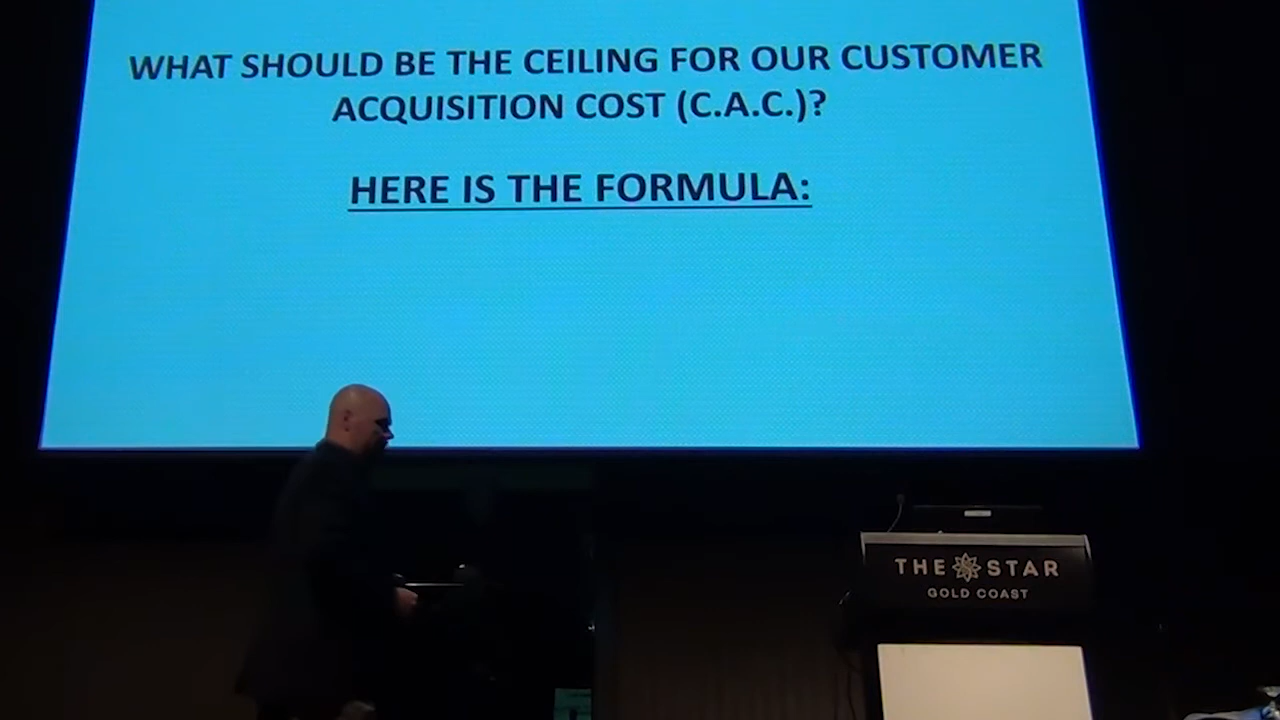 WHAT SHOULD BE THE CEILING FOR OUR CUSTOMER
ACQUISITION COST (C.A.C.)?
HERE IS THE FORMULA:
THE STAR
GOLD COAST